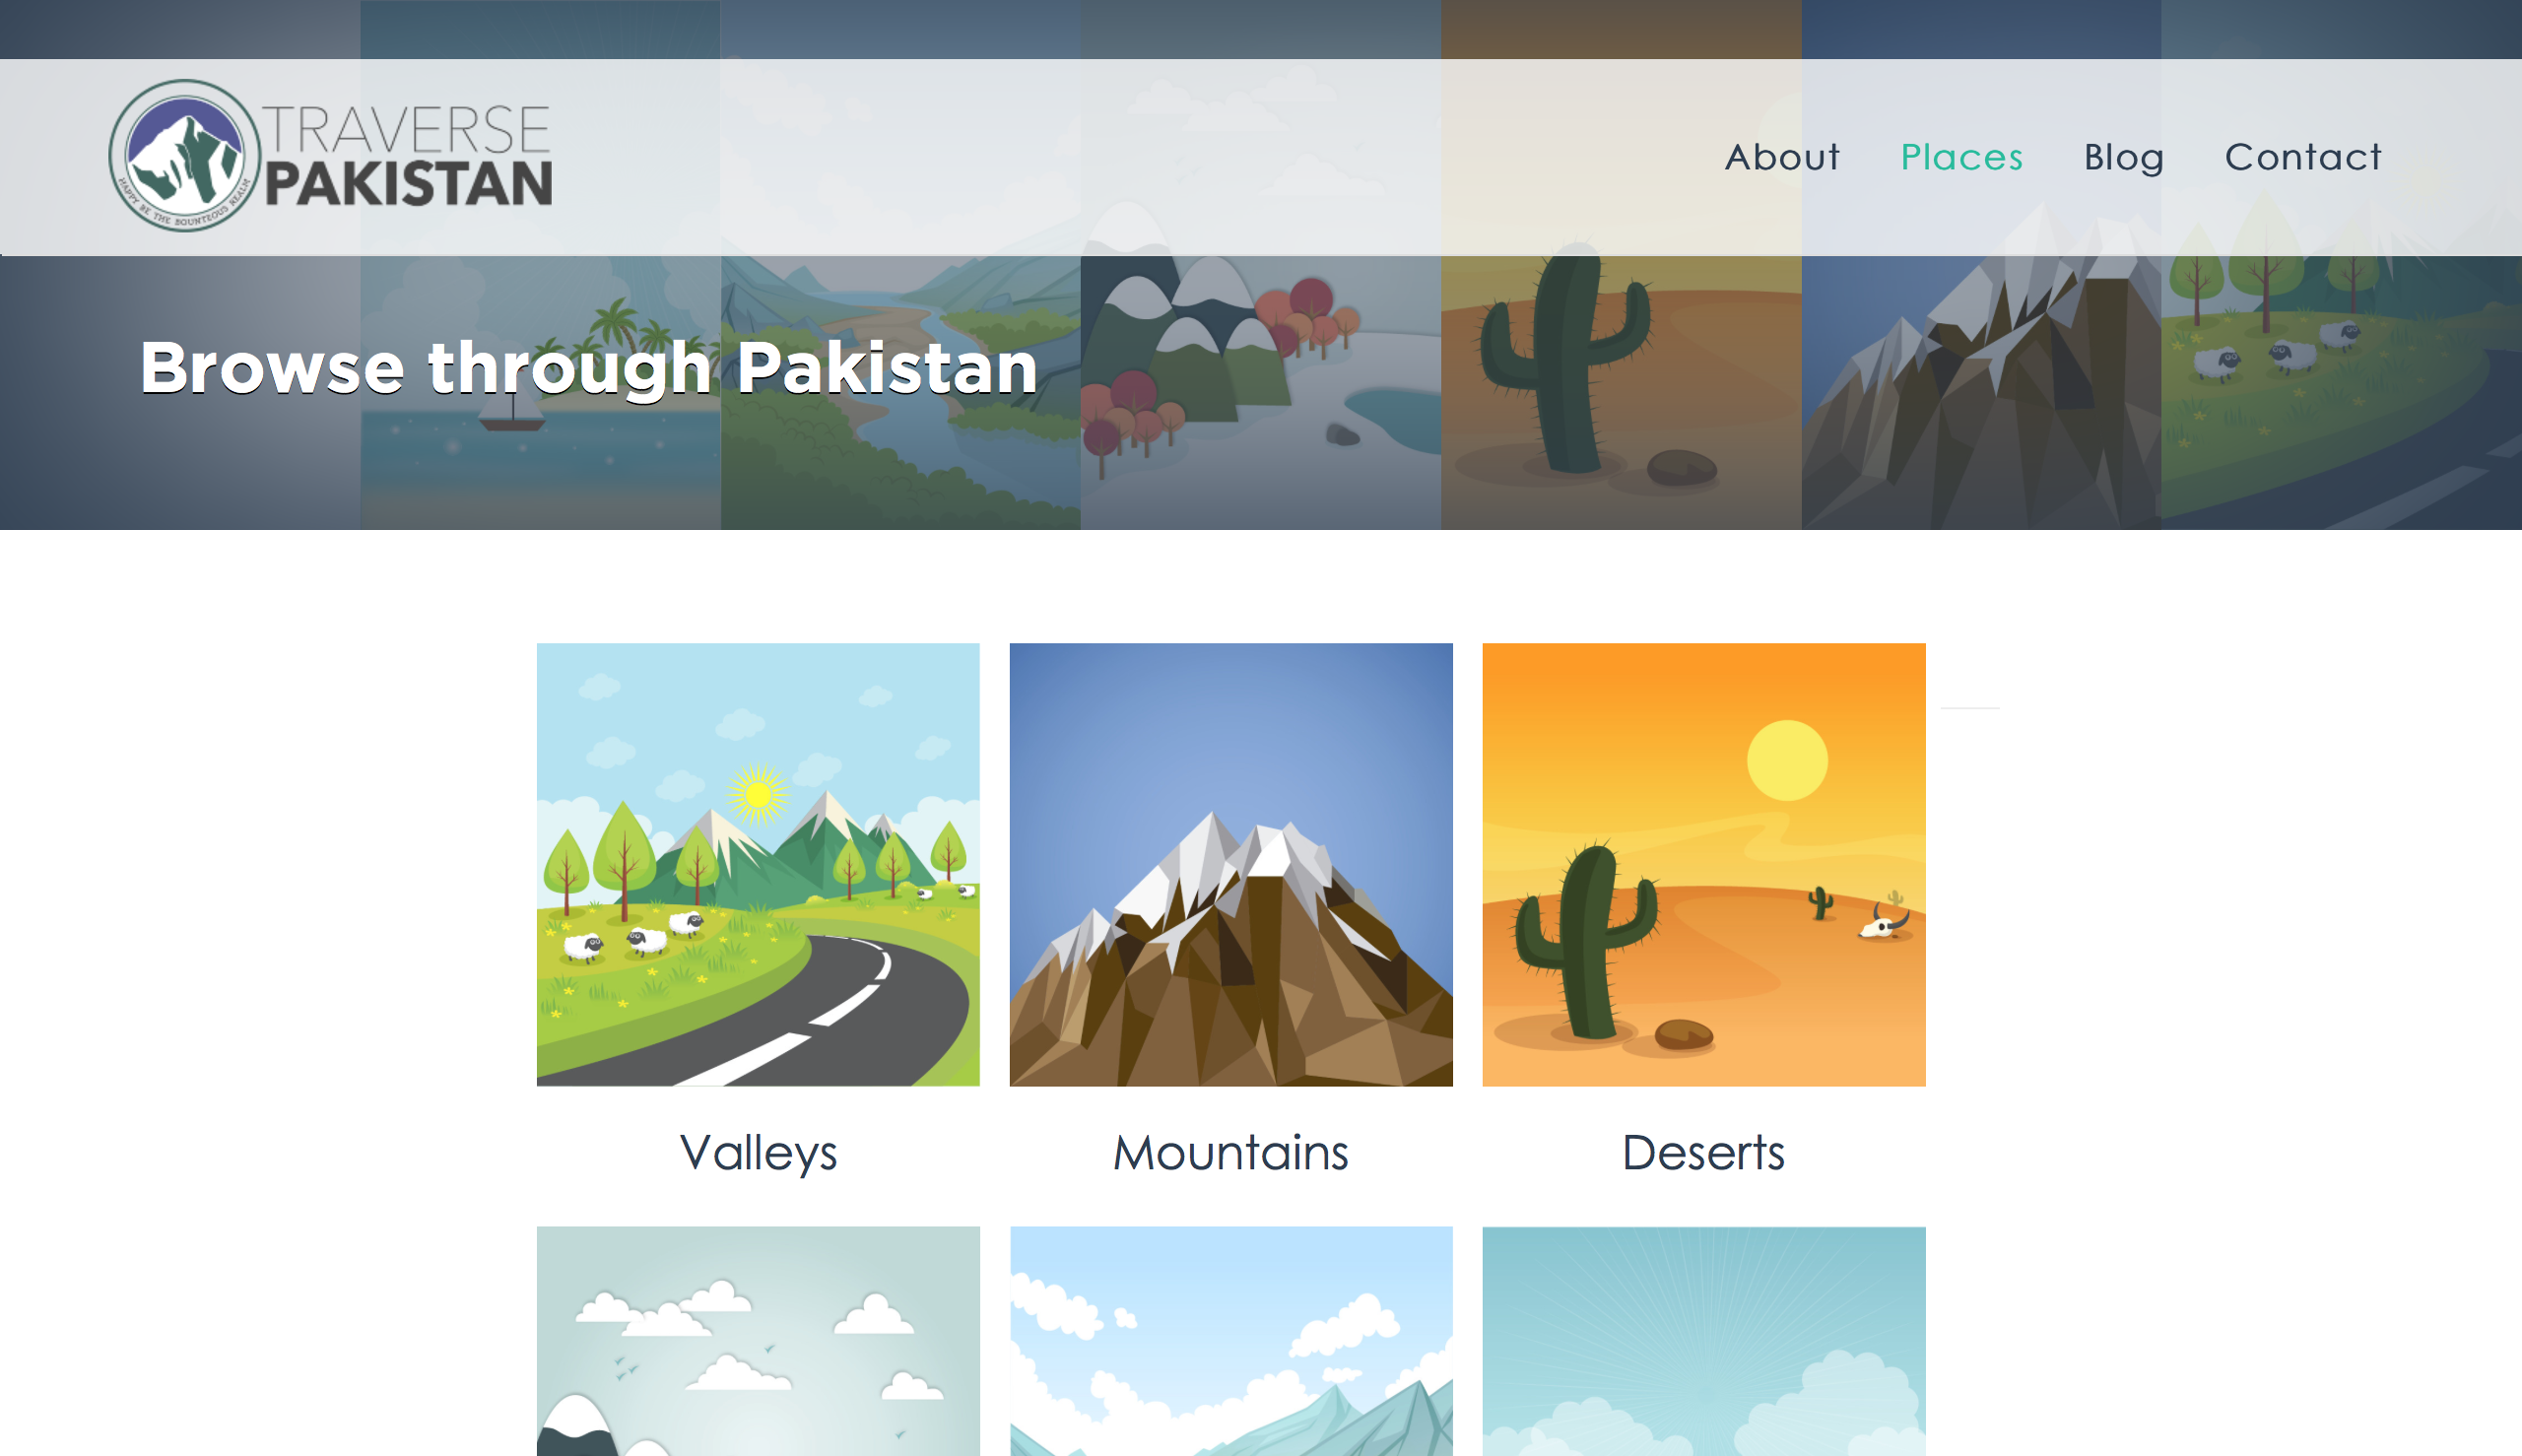 TRAVERSE
PAKISTAN
HAPPY BE THE BOUNTEOUS REALM
About Places Blog Contact
Browse through Pakistan
Valleys Mountains Deserts